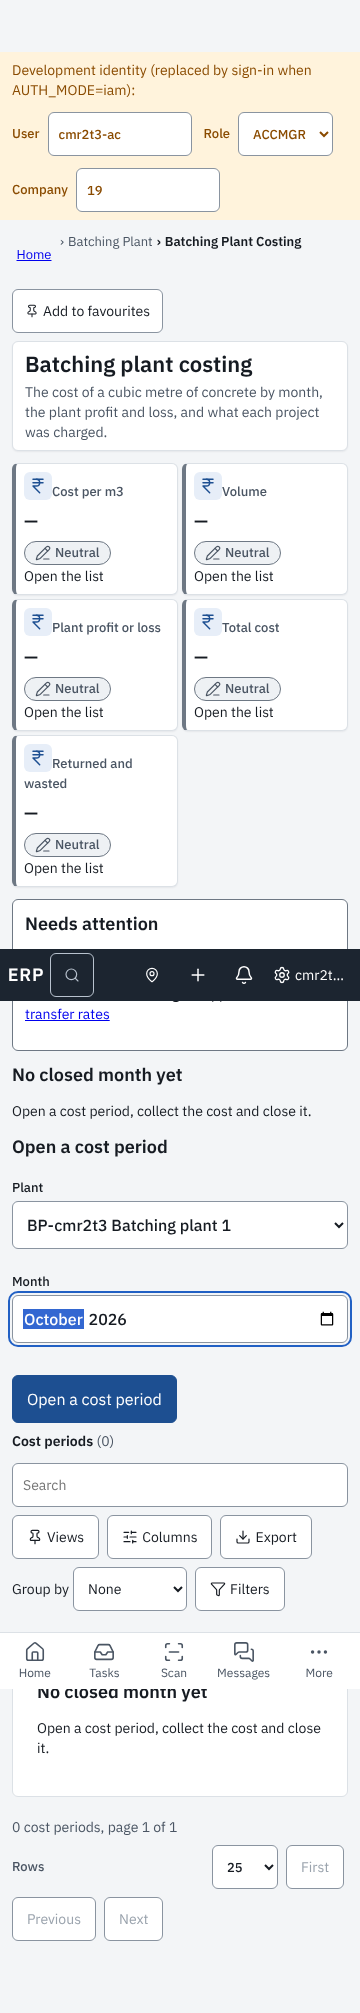 Development identity (replaced by sign-in when
AUTH_MODE=iam):
User cmr2t3-ac Role ACCMGR
Company 19
Home › Batching Plant › Batching Plant Costing
Add to favourites
Batching plant costing
The cost of a cubic metre of concrete by month,
the plant profit and loss, and what each project
was charged.
₹ Cost per m3
—
Neutral
Open the list
₹ Volume
—
Neutral
Open the list
₹ Plant profit or loss
—
Neutral
Open the list
₹ Total cost
—
Neutral
Open the list
₹ Returned and
wasted
—
Neutral
Open the list
Needs attention
ERP cmr2t...
transfer rates
No closed month yet
Open a cost period, collect the cost and close it.
Open a cost period
Plant
BP-cmr2t3 Batching plant 1
Month
October 2026
Open a cost period
Cost periods (0)
Search
Views Columns Export
Group by None Filters
Home Tasks Scan Messages More
No closed month yet
Open a cost period, collect the cost and close
it.
0 cost periods, page 1 of 1
Rows 25 First
Previous Next